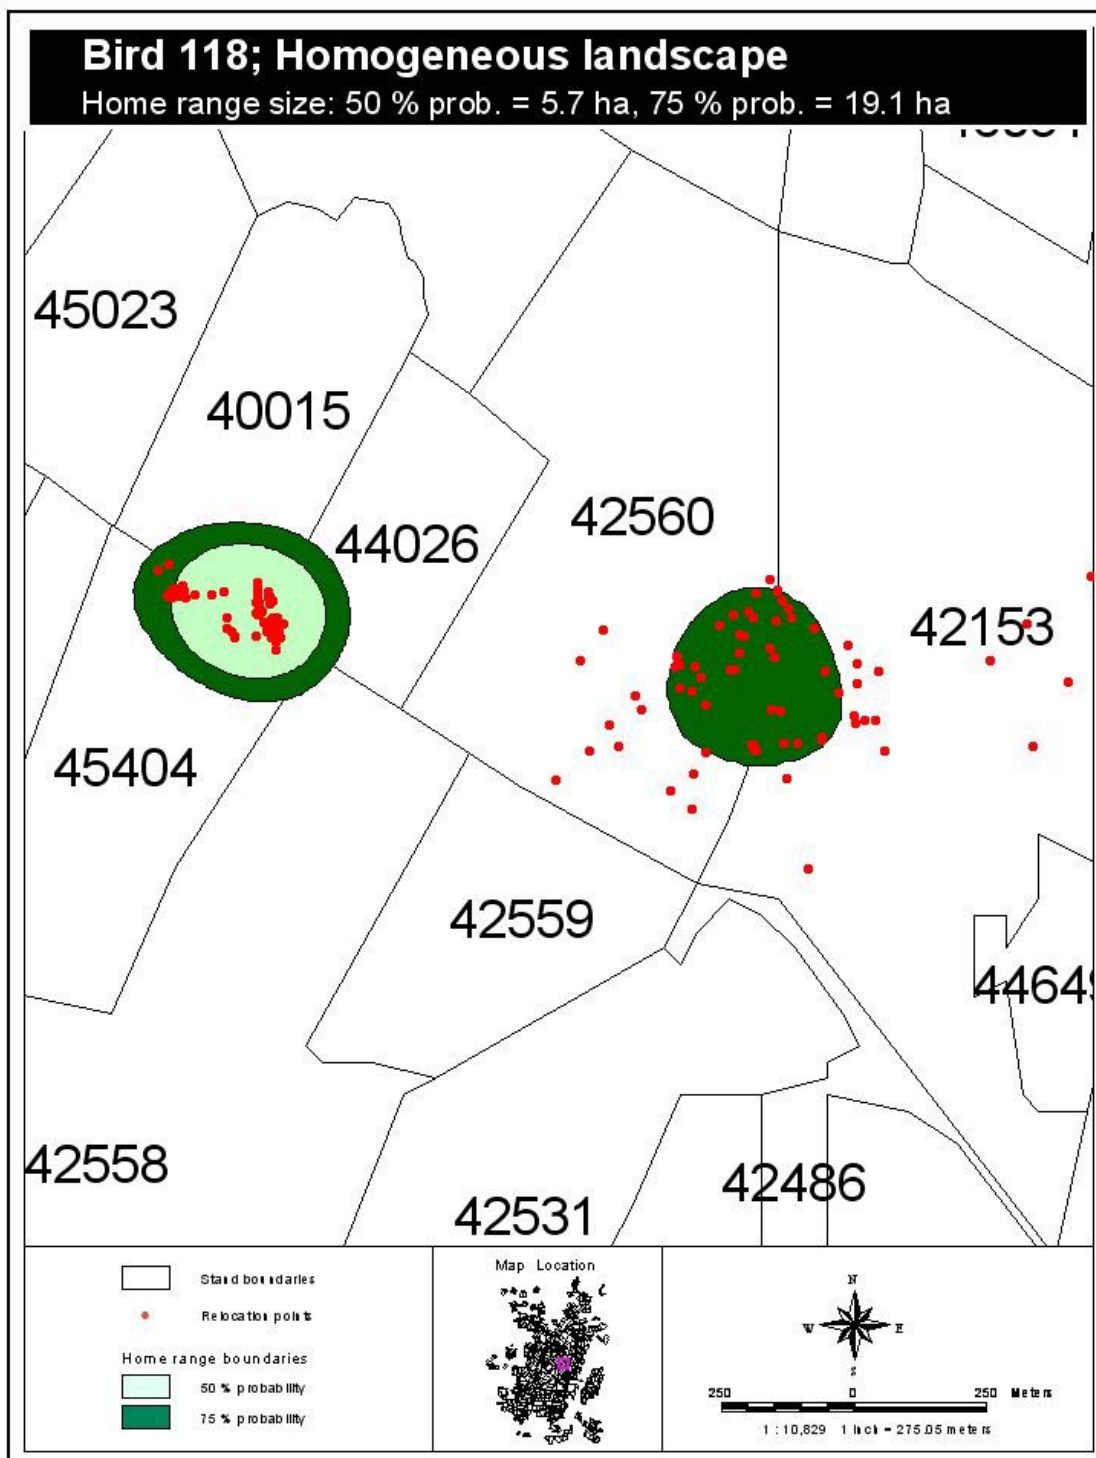 Bird 118; Homogeneous landscape
Home range size: 50 % prob. = 5.7 ha, 75 % prob. = 19.1 ha
45023
40015
42560
44026
42153
45404
42559
4464
42558
42486
42531
Stand boundaries
Relocation points
Home range boundaries
50 % probability
75 % probability
Map Location
N
W E
S
250 0 250 Meters
1 : 10,829 1 Inch = 275.05 meters